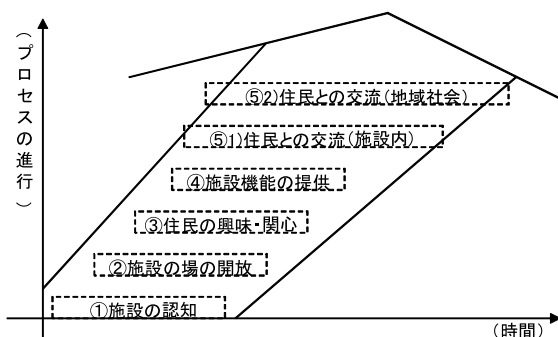 （プロセスの進行）
⑤2)住民との交流(地域社会)
⑤1)住民との交流(施設内)
④施設機能の提供
③住民の興味・関心
②施設の場の開放
①施設の認知
(時間)